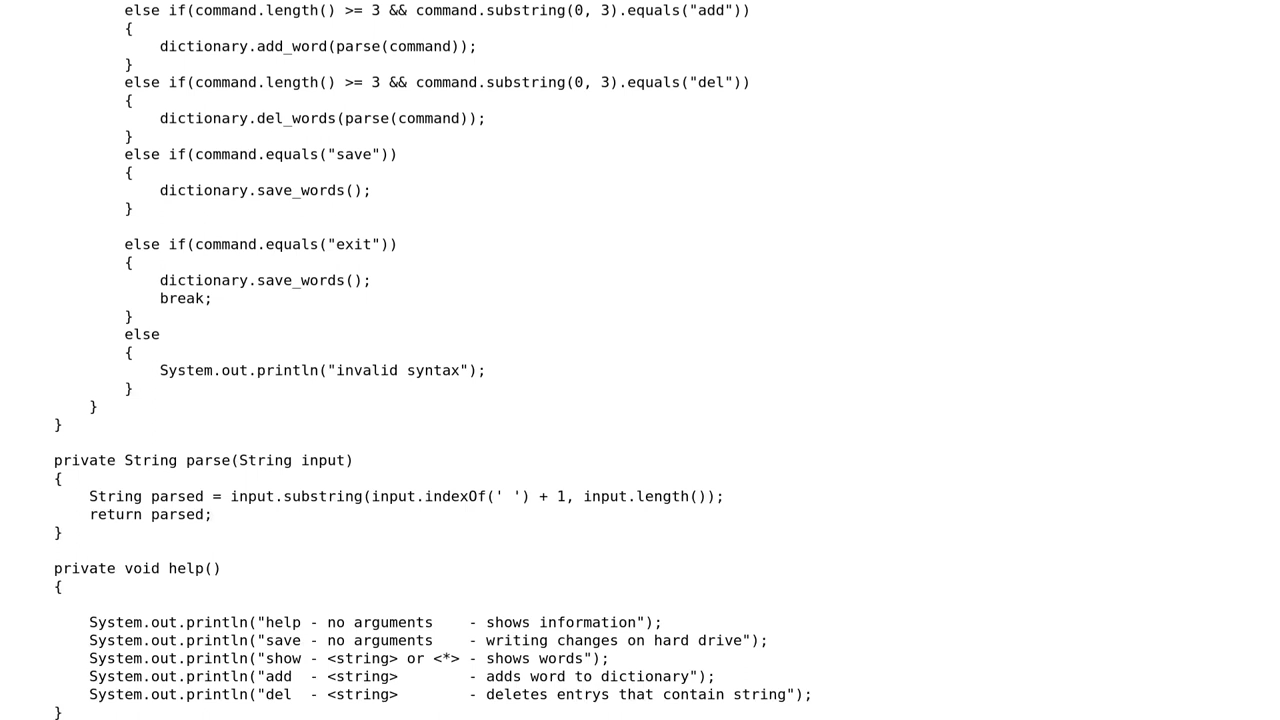 else if(command.length() >= 3 && command.substring(0, 3).equals("add"))
        {
            dictionary.add_word(parse(command));
        }
        else if(command.length() >= 3 && command.substring(0, 3).equals("del"))
        {
            dictionary.del_words(parse(command));
        }
        else if(command.equals("save"))
        {
            dictionary.save_words();
        }

        else if(command.equals("exit"))
        {
            dictionary.save_words();
            break;
        }
        else
        {
            System.out.println("invalid syntax");
        }
    }
}

private String parse(String input)
{
    String parsed = input.substring(input.indexOf(' ') + 1, input.length());
    return parsed;
}

private void help()
{

    System.out.println("help - no arguments    - shows information");
    System.out.println("save - no arguments    - writing changes on hard drive");
    System.out.println("show - <string> or <*> - shows words");
    System.out.println("add  - <string>        - adds word to dictionary");
    System.out.println("del  - <string>        - deletes entrys that contain string");
}